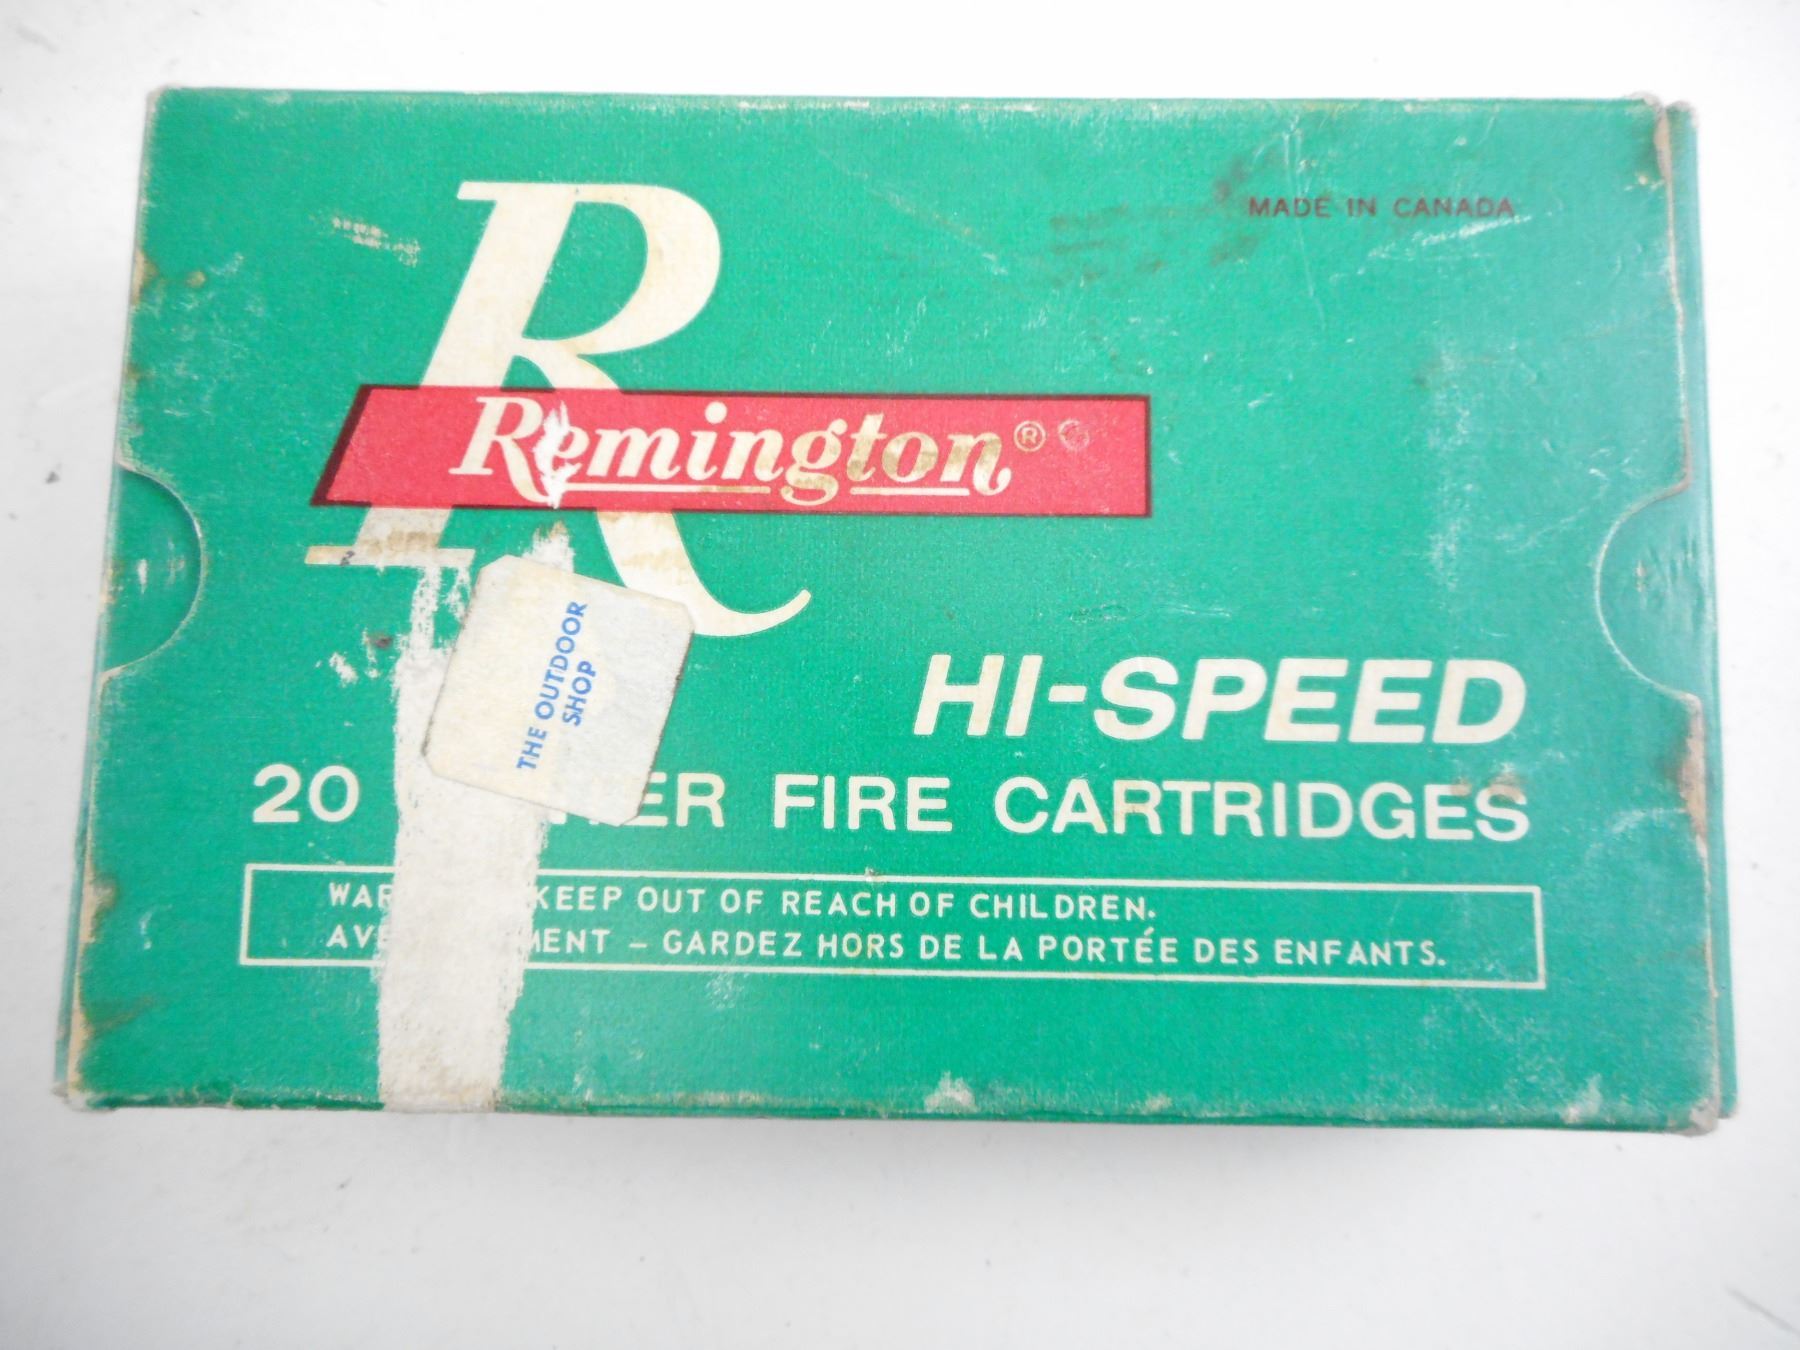 MADE IN CANADA
R
Remington®
THE OUTDOOR
SHOP
HI-SPEED
20 FIRE CARTRIDGES
KEEP OUT OF REACH OF CHILDREN.
– GARDEZ HORS DE LA PORTÉE DES ENFANTS.